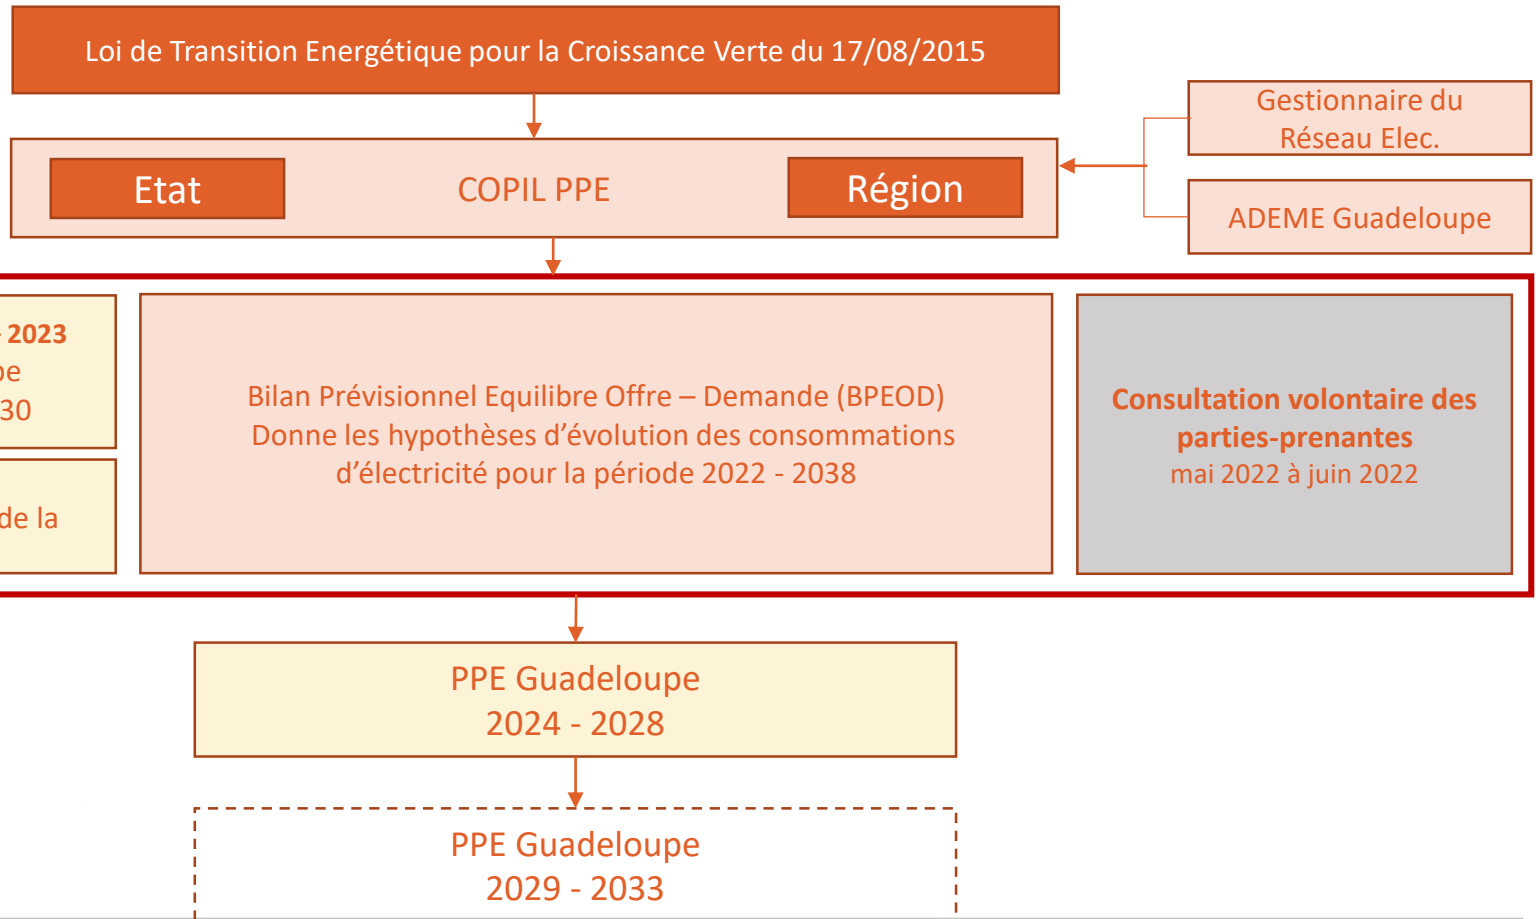 Loi de Transition Energétique pour la Croissance Verte du 17/08/2015
Gestionnaire du
Réseau Elec.
Etat
COPIL PPE
Région
ADEME Guadeloupe
2023
30
de la
Bilan Prévisionnel Equilibre Offre – Demande (BPEOD)
Donne les hypothèses d’évolution des consommations
d’électricité pour la période 2022 - 2038
Consultation volontaire des
parties-prenantes
mai 2022 à juin 2022
PPE Guadeloupe
2024 - 2028
PPE Guadeloupe
2029 - 2033